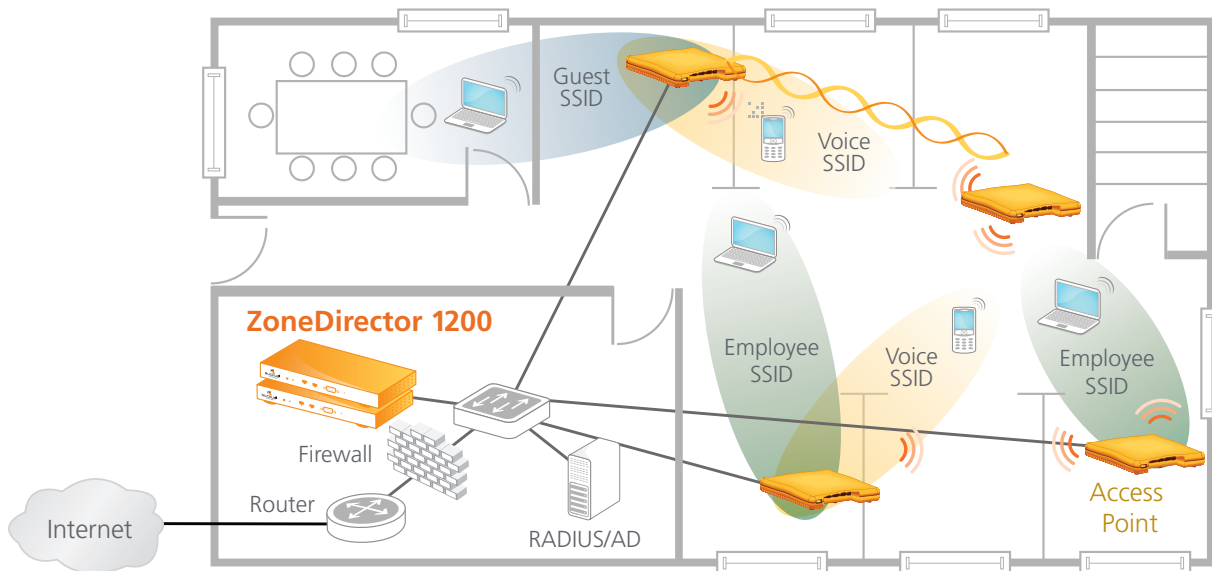 Guest
SSID
Voice
SSID
ZoneDirector 1200
Employee
SSID
Voice
SSID
Employee
SSID
Firewall
Router
Internet
RADIUS/AD
Access
Point